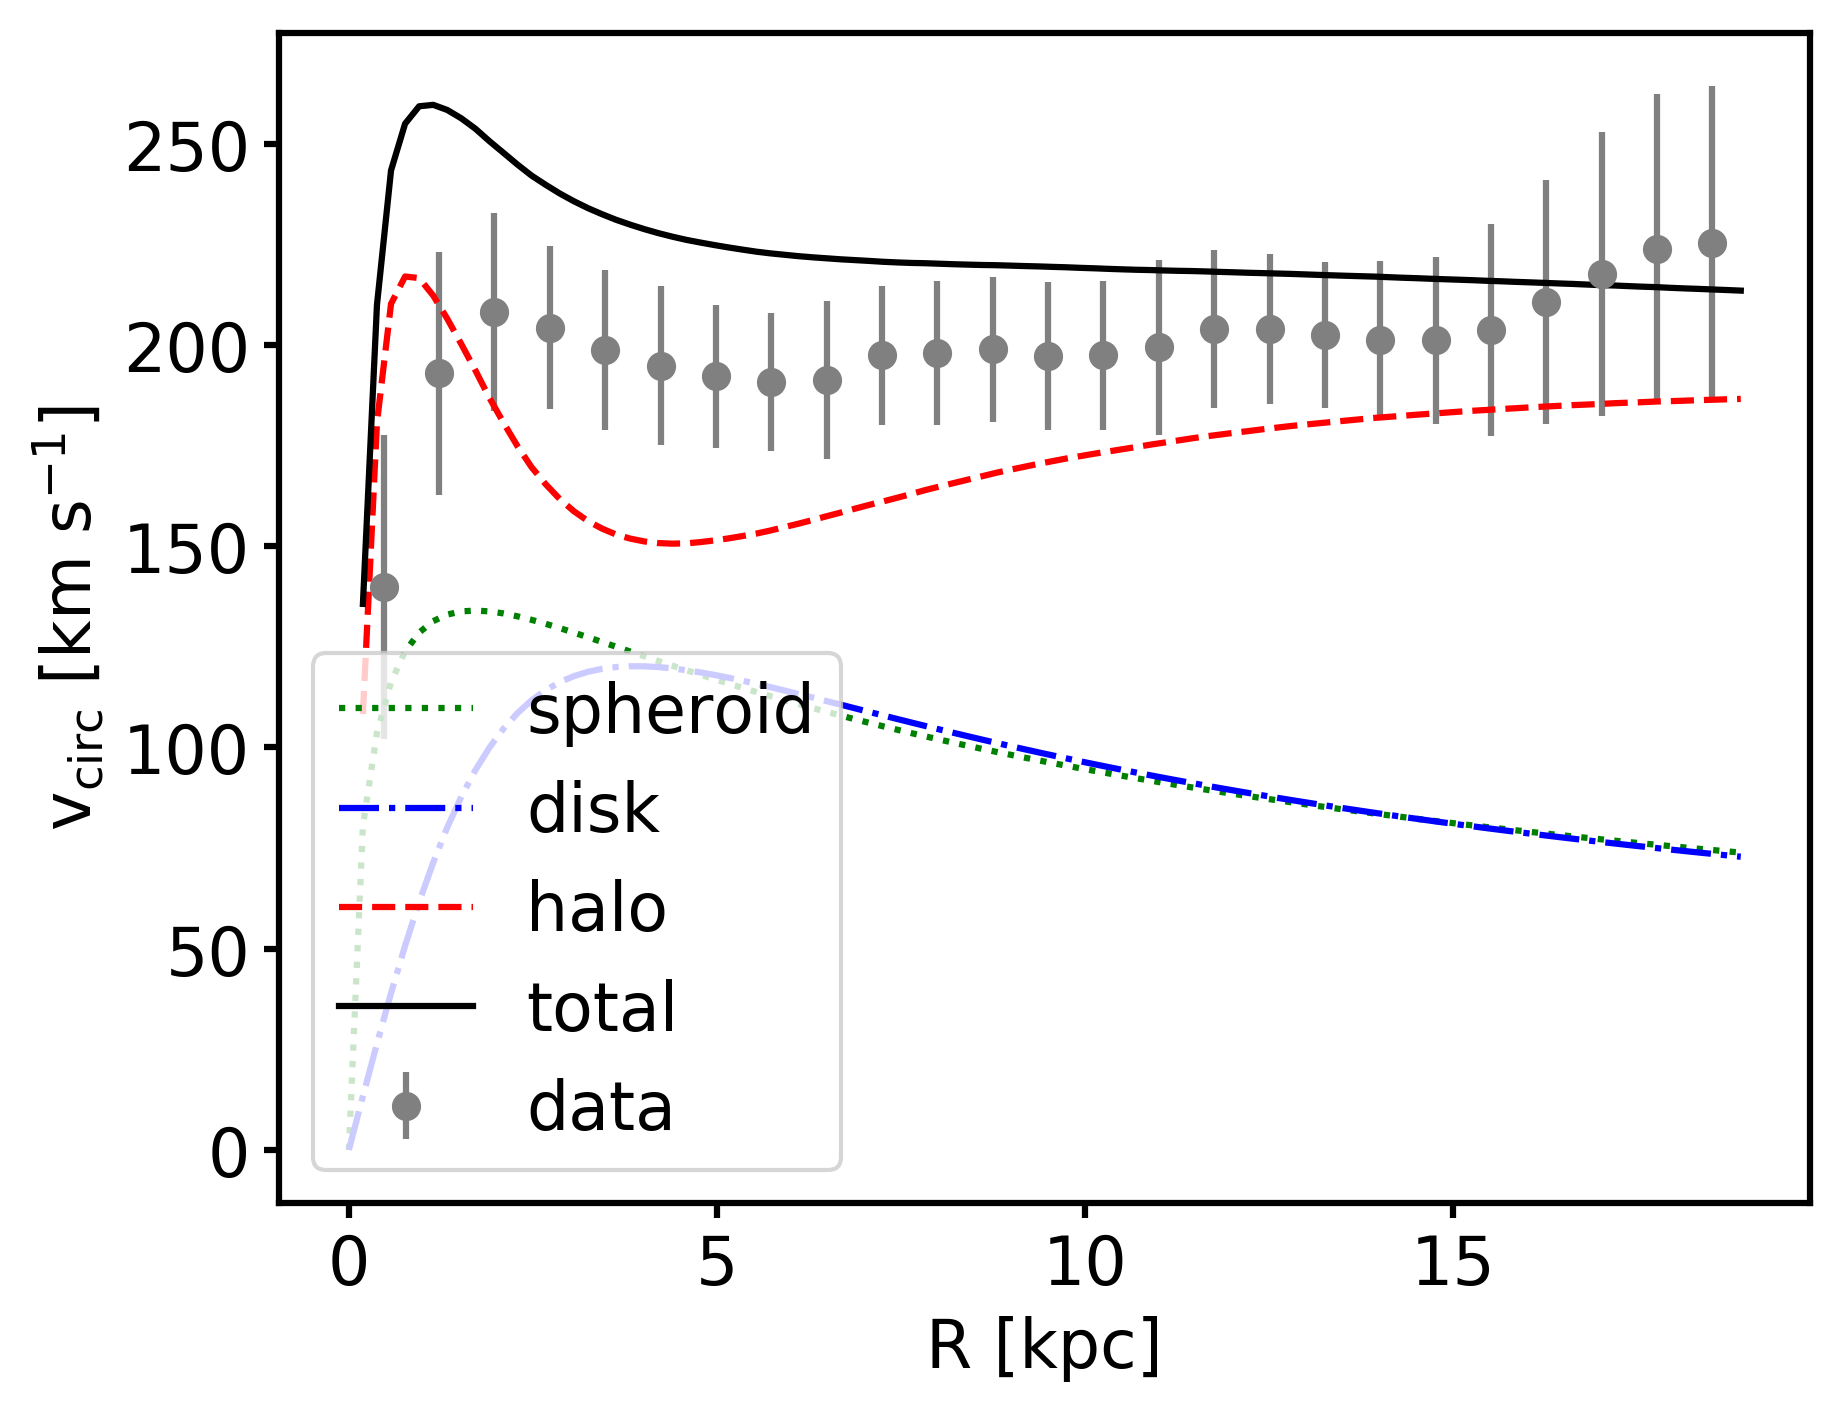 250
200
150
100
50
0
v_circ [km s⁻¹]
spheroid
disk
halo
total
data
0 5 10 15
R [kpc]